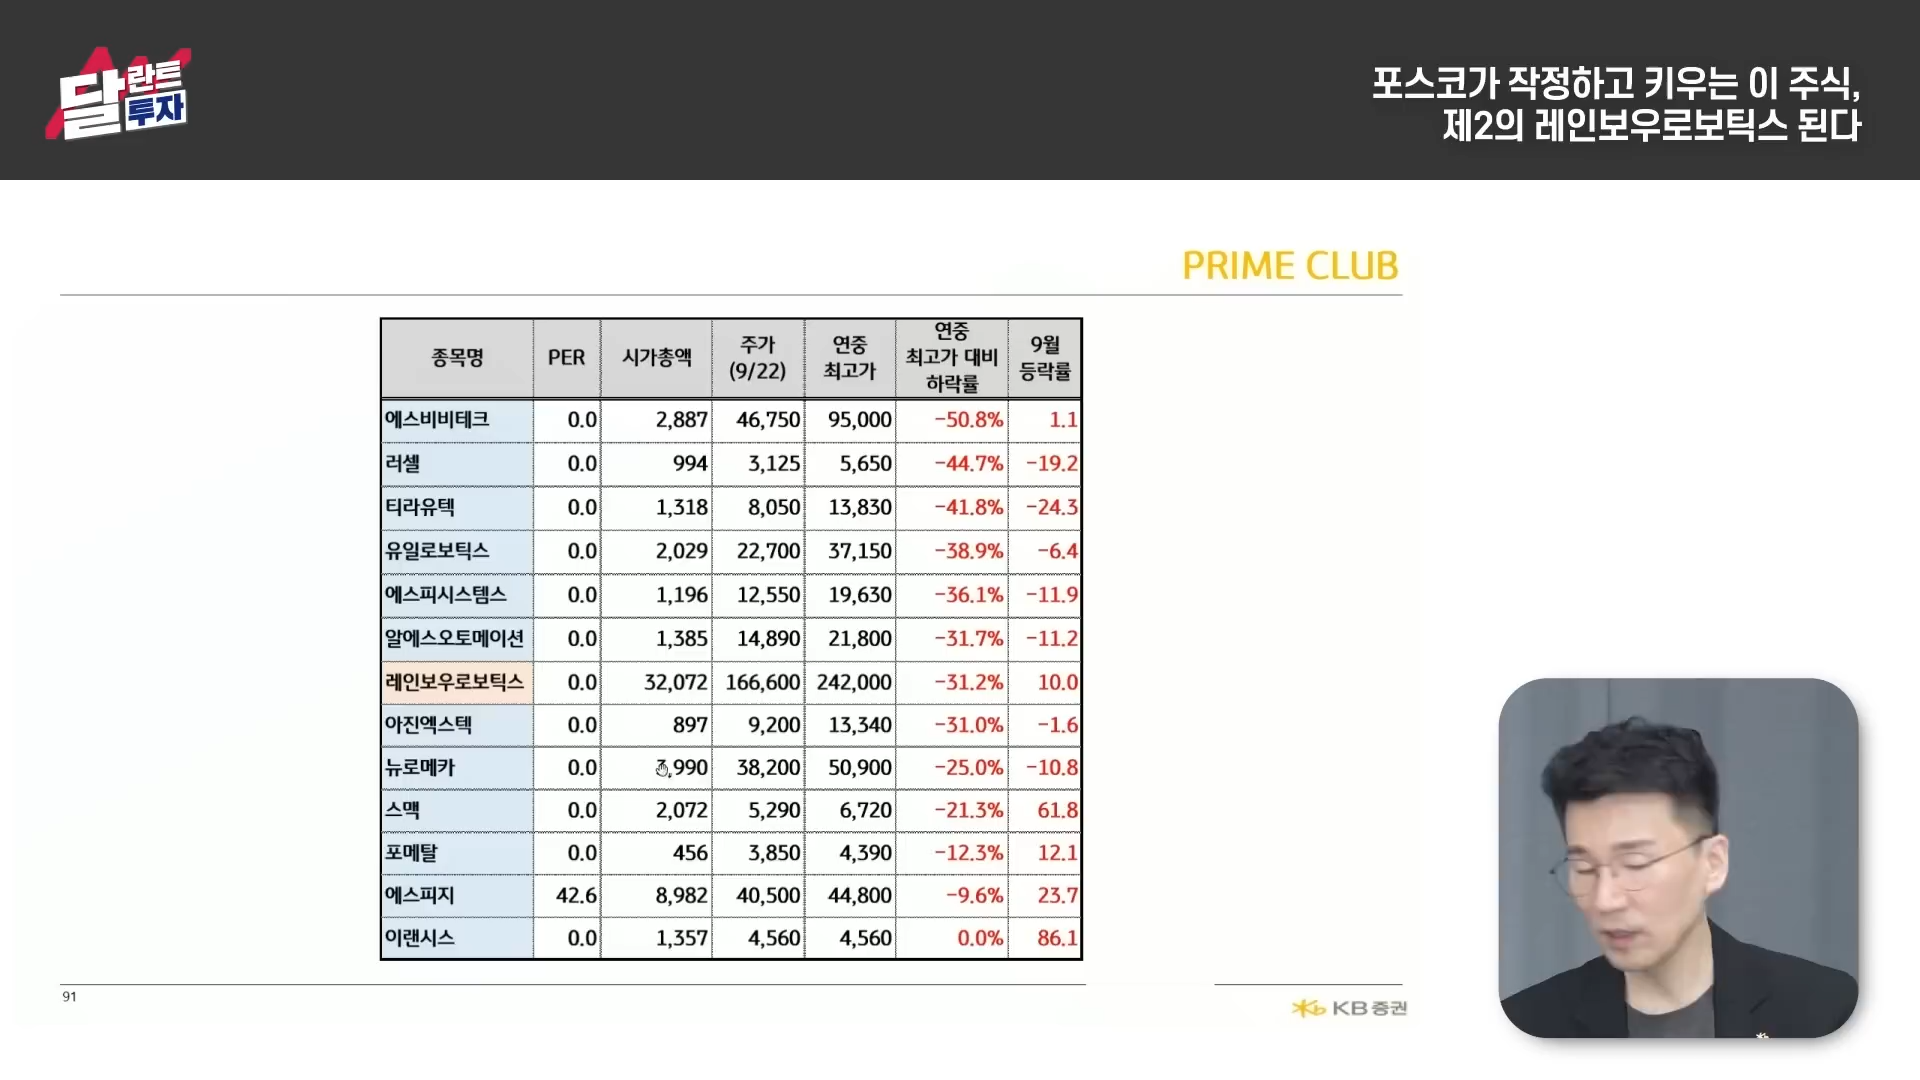 달란트
투자
포스코가 작정하고 키우는 이 주식,
제2의 레인보우로보틱스 된다
PRIME CLUB
종목명 PER 시가총액 주가 (9/22) 연중 최고가 연중 최고가 대비 하락률 9월 등락률
에스비비테크 0.0 2,887 46,750 95,000 -50.8% 1.1
러셀 0.0 994 3,125 5,650 -44.7% -19.2
티라유텍 0.0 1,318 8,050 13,830 -41.8% -24.3
유일로보틱스 0.0 2,029 22,700 37,150 -38.9% -6.4
에스피시스템스 0.0 1,196 12,550 19,630 -36.1% -11.9
알에스오토메이션 0.0 1,385 14,890 21,800 -31.7% -11.2
레인보우로보틱스 0.0 32,072 166,600 242,000 -31.2% 10.0
아진엑스텍 0.0 897 9,200 13,340 -31.0% -1.6
뉴로메카 0.0 38,200 50,900 -25.0% -10.8
스맥 0.0 2,072 5,290 6,720 -21.3% 61.8
포메탈 0.0 456 3,850 4,390 -12.3% 12.1
에스피지 42.6 8,982 40,500 44,800 -9.6% 23.7
이랜시스 0.0 1,357 4,560 4,560 0.0% 86.1
91
KB증권